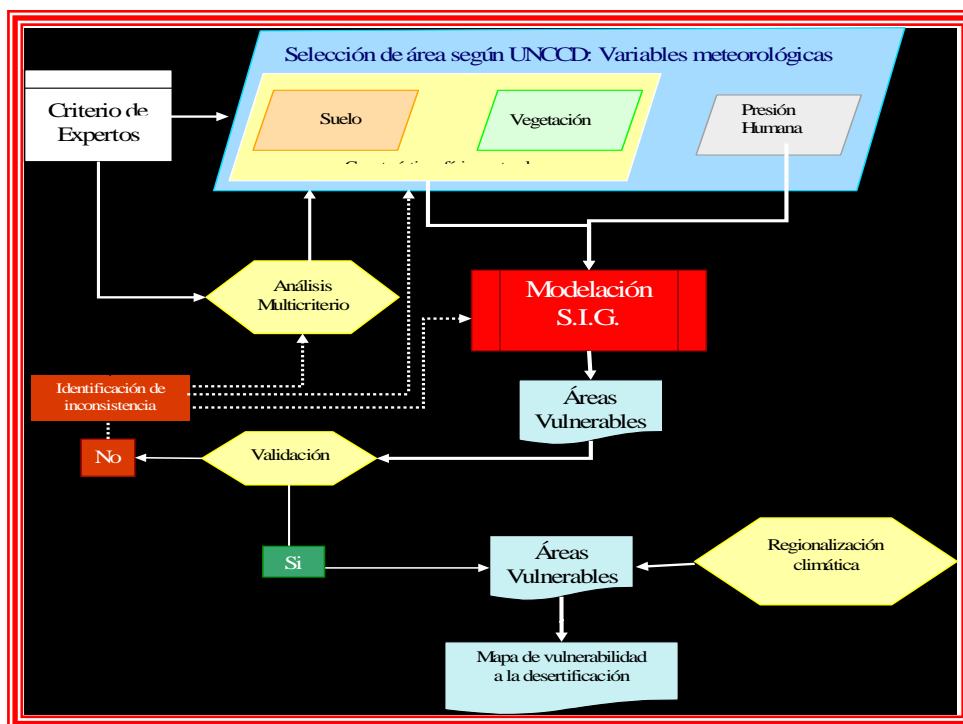 Selección de área según UNCCD: Variables meteorológicas
Criterio de
Expertos
Suelo
Vegetación
Presión
Humana
Análisis
Multicriterio
Modelación
S.I.G.
Identificación de
inconsistencia
Áreas
Vulnerables
No
Validación
Si
Áreas
Vulnerables
Regionalización
climática
Mapa de vulnerabilidad
a la desertificación